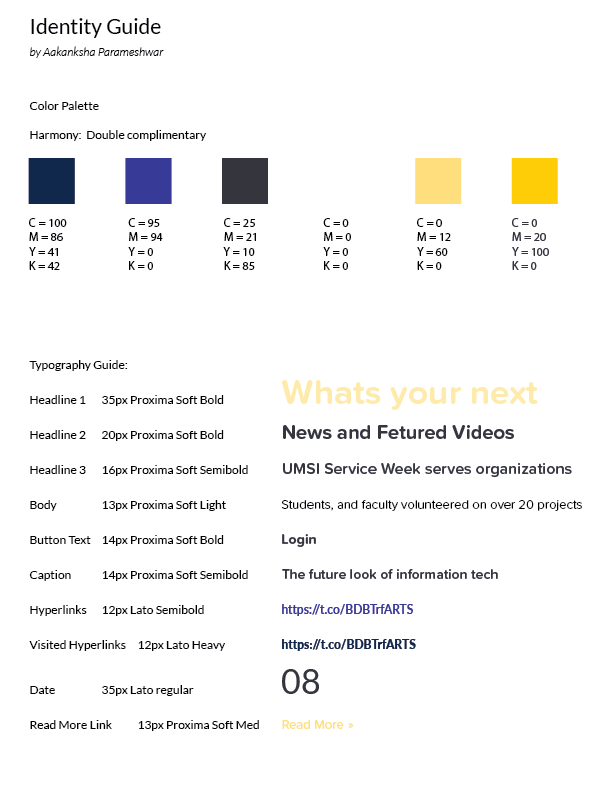 Identity Guide
by Aakanksha Parameshwar
Color Palette
Harmony: Double complimentary
C = 100 C = 95 C = 25 C = 0 C = 0 C = 0
M = 86 M = 94 M = 21 M = 0 M = 12 M = 20
Y = 41 Y = 0 Y = 10 Y = 0 Y = 60 Y = 100
K = 42 K = 0 K = 85 K = 0 K = 0 K = 0
Typography Guide:
Headline 1 35px Proxima Soft Bold Whats your next
Headline 2 20px Proxima Soft Bold News and Fetured Videos
Headline 3 16px Proxima Soft Semibold UMSI Service Week serves organizations
Body 13px Proxima Soft Light Students, and faculty volunteered on over 20 projects
Button Text 14px Proxima Soft Bold Login
Caption 14px Proxima Soft Semibold The future look of information tech
Hyperlinks 12px Lato Semibold https://t.co/BDBTrfARTS
Visited Hyperlinks 12px Lato Heavy https://t.co/BDBTrfARTS
Date 35px Lato regular 08
Read More Link 13px Proxima Soft Med Read More »